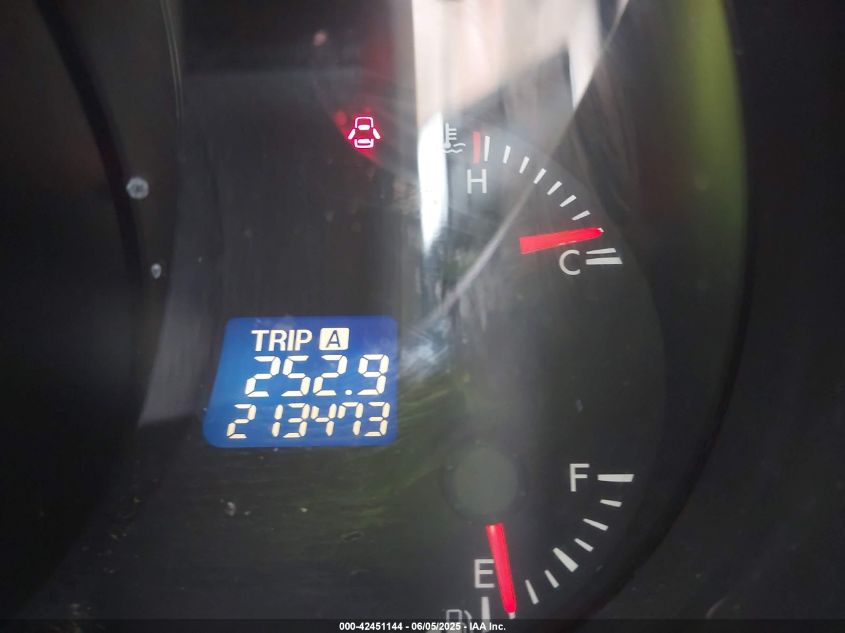 H
C
TRIP A
252.9
213473
F
E
000-42451144 - 06/05/2025 - IAA Inc.